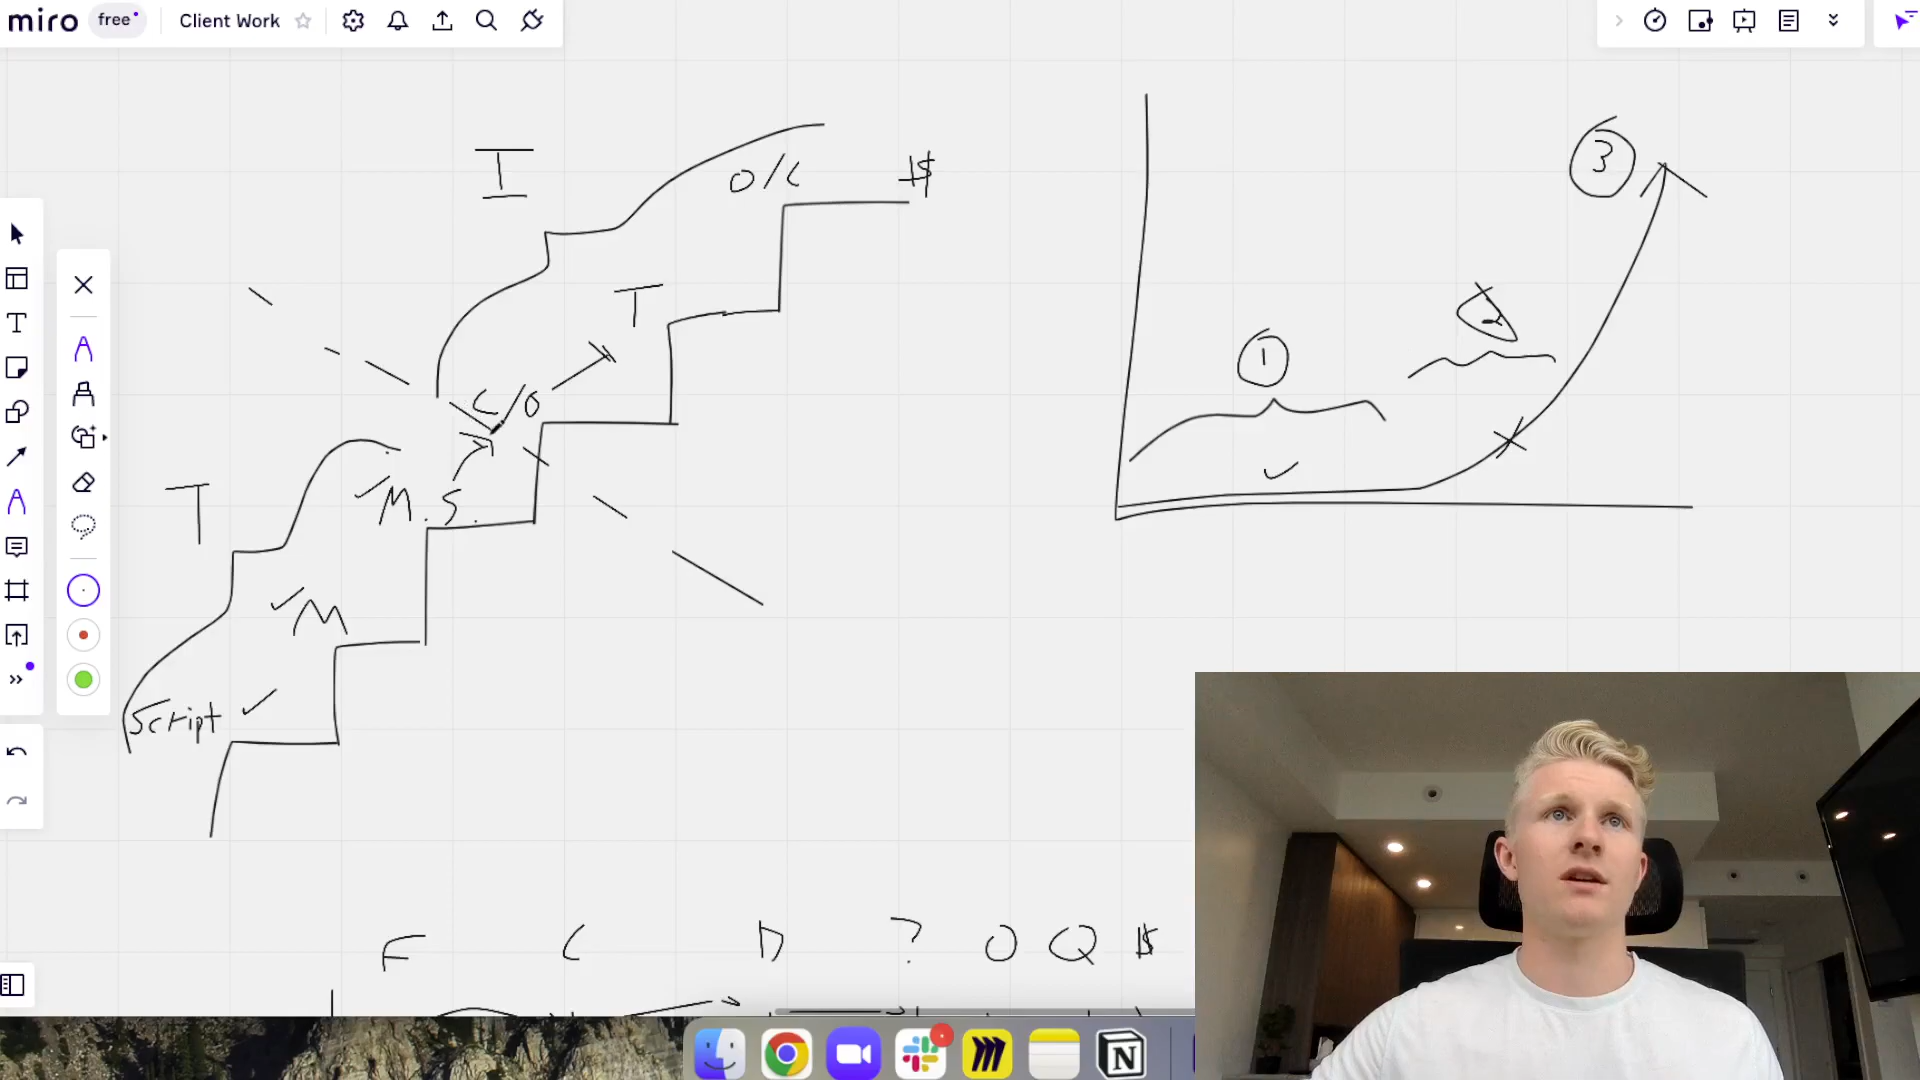 miro free Client Work
I
O/C $
T
C/O
T
✓M.S.
✓M
Script ✓
3
2
1
✓
F C D ? O Q $